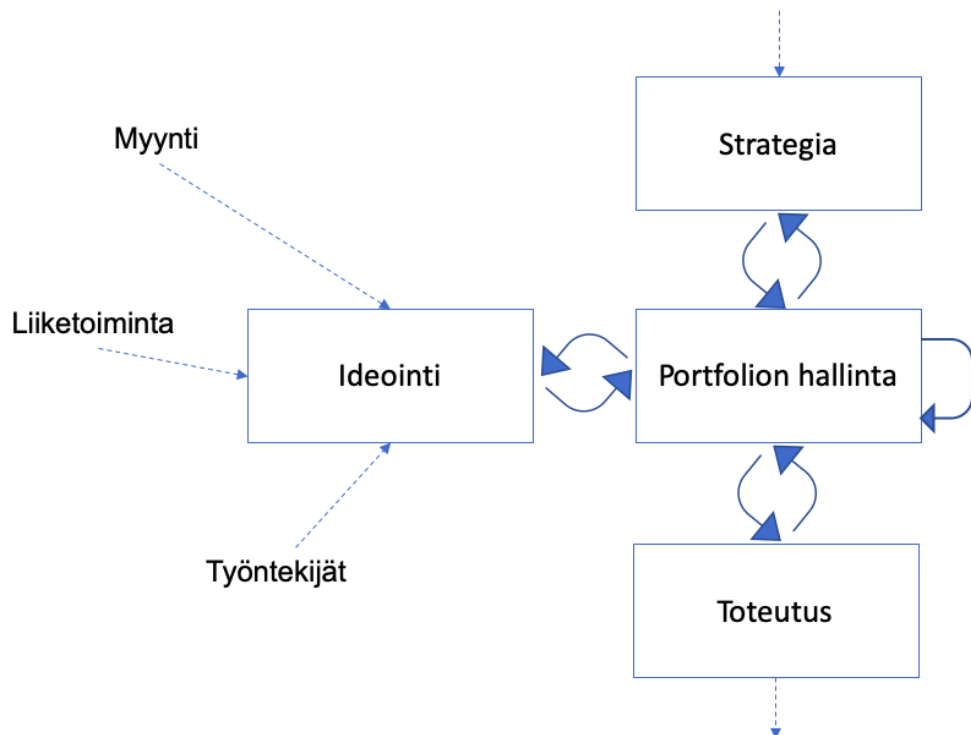 Strategia
Myynti
Liiketoiminta
Ideointi
Portfolion hallinta
Työntekijät
Toteutus